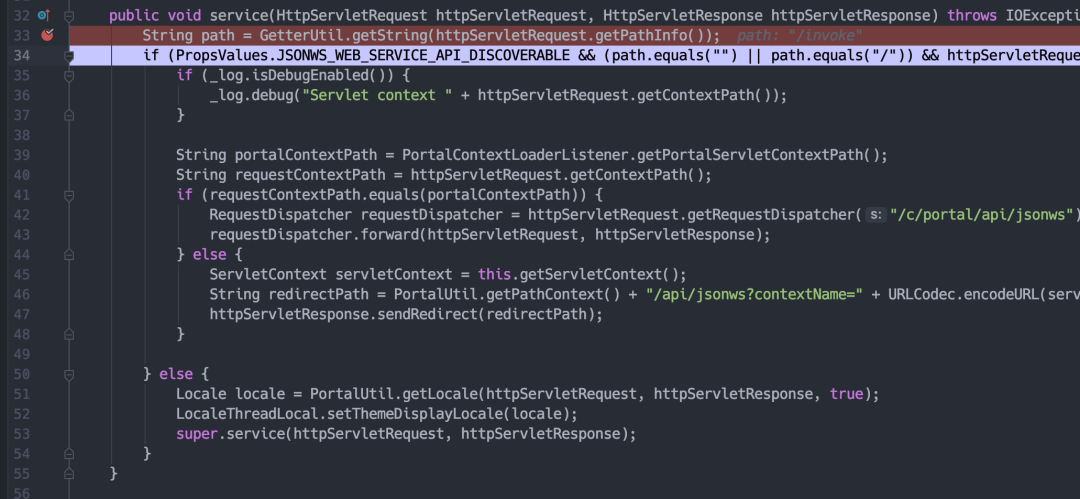 32 public void service(HttpServletRequest httpServletRequest, HttpServletResponse httpServletResponse) throws IOExcepti
33 String path = GetterUtil.getString(httpServletRequest.getPathInfo()); path: "/invoke"
34 if (PropsValues.JSONWS_WEB_SERVICE_API_DISCOVERABLE && (path.equals("") || path.equals("/")) && httpServletReque
35 if (_log.isDebugEnabled()) {
36 _log.debug("Servlet context " + httpServletRequest.getContextPath());
37 }
38
39 String portalContextPath = PortalContextLoaderListener.getPortalServletContextPath();
40 String requestContextPath = httpServletRequest.getContextPath();
41 if (requestContextPath.equals(portalContextPath)) {
42 RequestDispatcher requestDispatcher = httpServletRequest.getRequestDispatcher( s: "/c/portal/api/jsonws")
43 requestDispatcher.forward(httpServletRequest, httpServletResponse);
44 } else {
45 ServletContext servletContext = this.getServletContext();
46 String redirectPath = PortalUtil.getPathContext() + "/api/jsonws?contextName=" + URLCodec.encodeURL(serv
47 httpServletResponse.sendRedirect(redirectPath);
48 }
49
50 } else {
51 Locale locale = PortalUtil.getLocale(httpServletRequest, httpServletResponse, true);
52 LocaleThreadLocal.setThemeDisplayLocale(locale);
53 super.service(httpServletRequest, httpServletResponse);
54 }
55 }
56